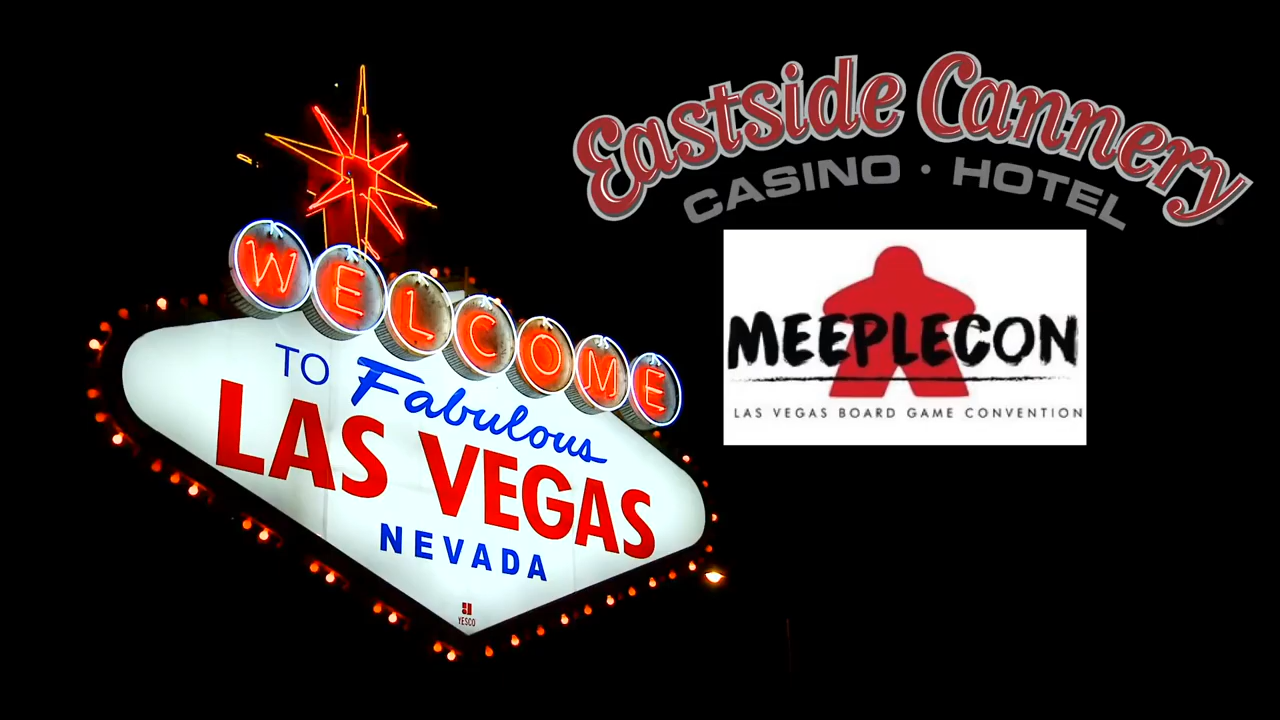 WELCOME
TO Fabulous
LAS VEGAS
NEVADA
YESCO
Eastside Cannery
CASINO · HOTEL
MEEPLECON
LAS VEGAS BOARD GAME CONVENTION